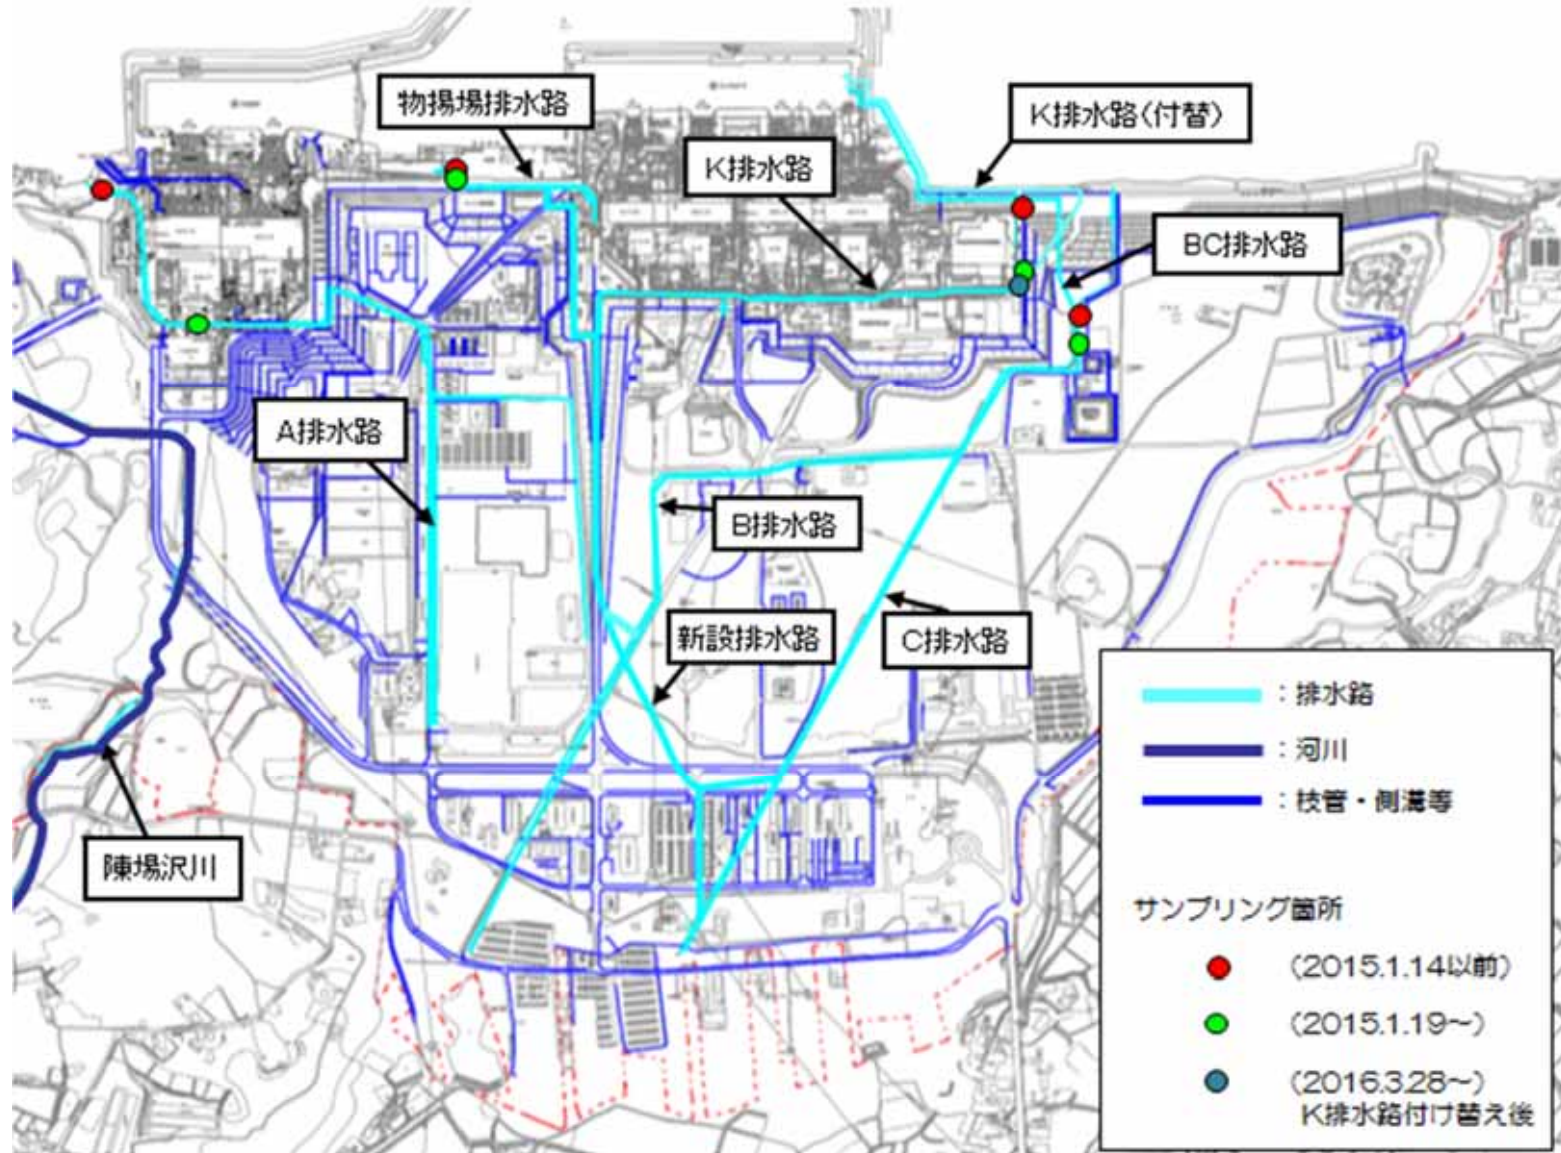 物揚場排水路
K排水路(付替)
K排水路
BC排水路
A排水路
B排水路
新設排水路
C排水路
陳場沢川
:排水路
:河川
:枝管・側溝等
サンプリング箇所
(2015.1.14以前)
(2015.1.19~)
(2016.3.28~)
K排水路付け替え後